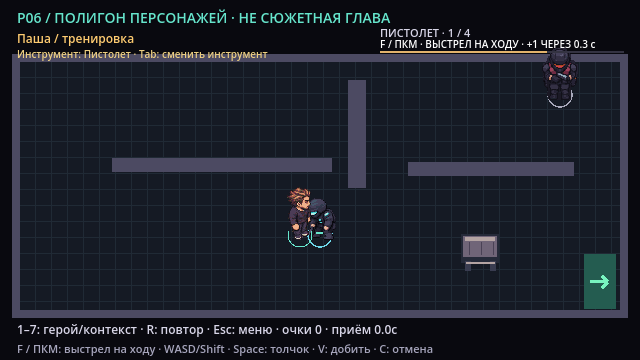 P06 / ПОЛИГОН ПЕРСОНАЖЕЙ · НЕ СЮЖЕТНАЯ ГЛАВА
Паша / тренировка
ПИСТОЛЕТ · 1 / 4
F / ПКМ · ВЫСТРЕЛ НА ХОДУ · +1 ЧЕРЕЗ 0.3 с
Инструмент: Пистолет · Tab: сменить инструмент
1–7: герой/контекст · R: повтор · Esc: меню · очки 0 · приём 0.0с
F / ПКМ: выстрел на ходу · WASD/Shift · Space: толчок · V: добить · C: отмена